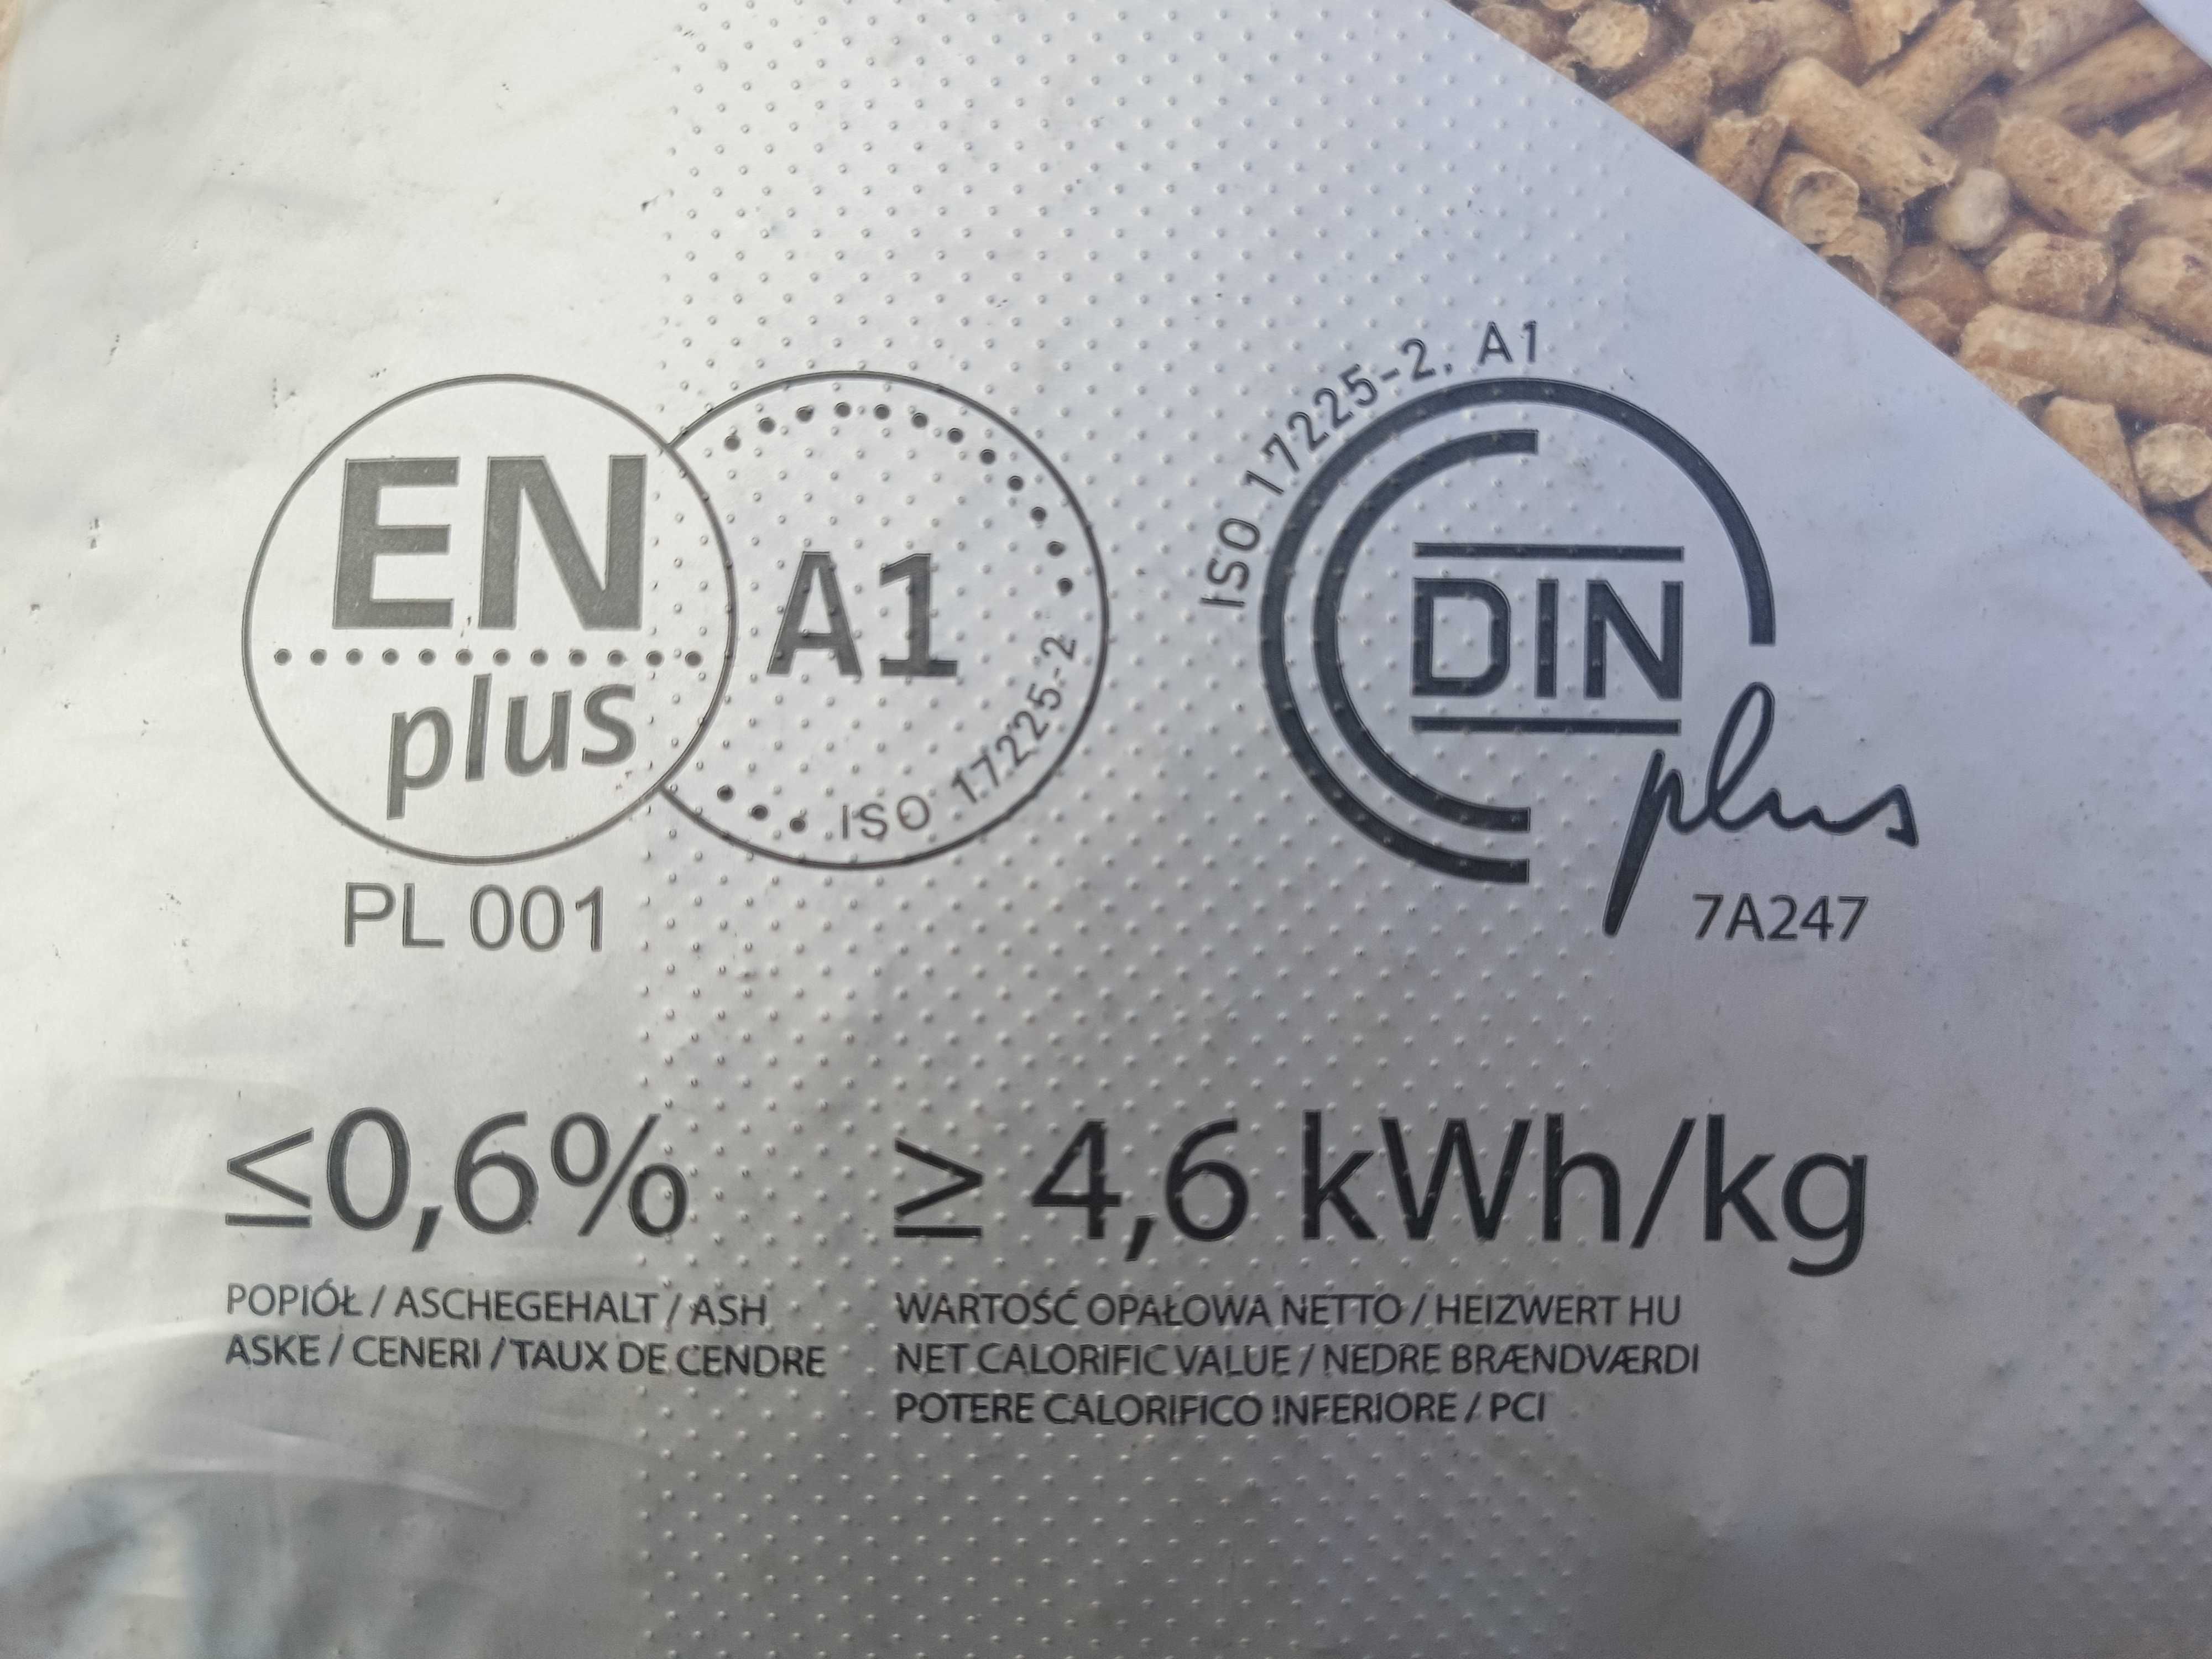 EN
plus
A1
ISO 17225-2
PL 001
ISO 17225-2, A1
DIN
plus
7A247
≤0,6%
POPIÓŁ / ASCHEGEHALT / ASH
ASKE / CENERI / TAUX DE CENDRE
≥ 4,6 kWh/kg
WARTOŚĆ OPAŁOWA NETTO / HEIZWERT HU
NET CALORIFIC VALUE / NEDRE BRÆNDVÆRDI
POTERE CALORIFICO INFERIORE / PCI